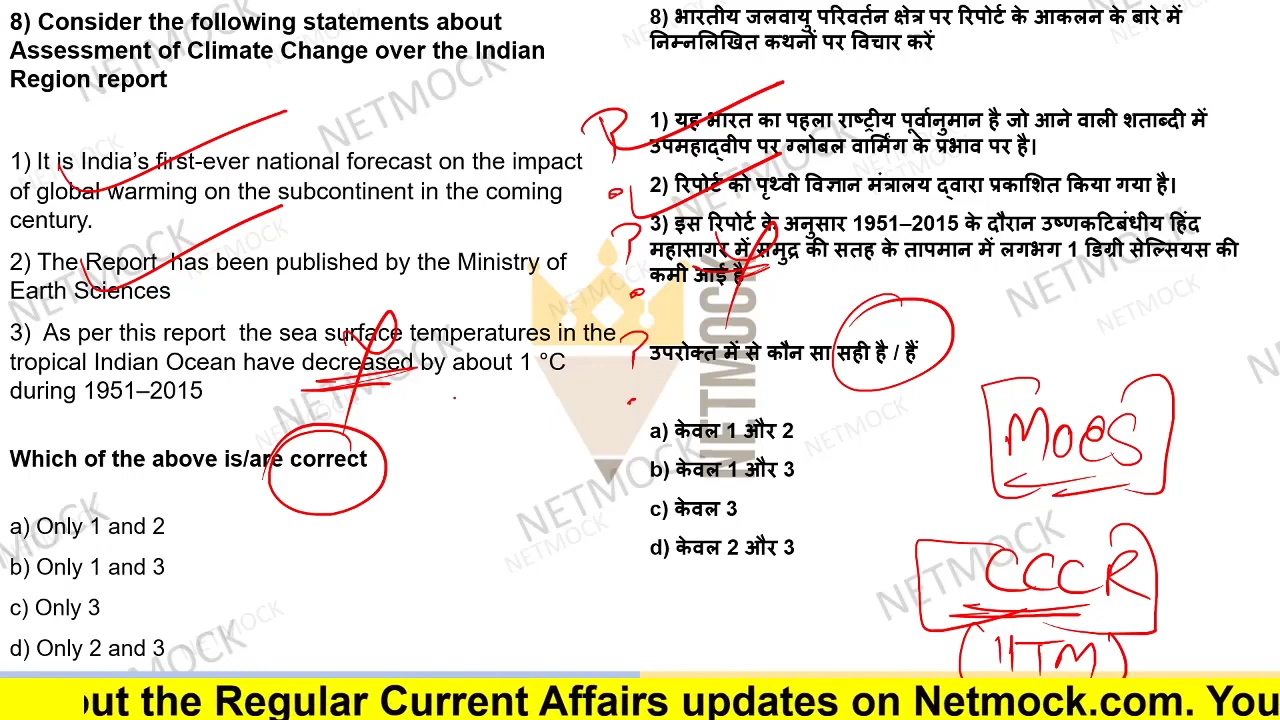 8) Consider the following statements about
Assessment of Climate Change over the Indian
Region report
1) It is India's first-ever national forecast on the impact
of global warming on the subcontinent in the coming
century.
2) The Report has been published by the Ministry of
Earth Sciences
3) As per this report the sea surface temperatures in the
tropical Indian Ocean have decreased by about 1 °C
during 1951–2015
Which of the above is/are correct
a) Only 1 and 2
b) Only 1 and 3
c) Only 3
d) Only 2 and 3
8) भारतीय जलवायु परिवर्तन क्षेत्र पर रिपोर्ट के आकलन के बारे में
निम्नलिखित कथनों पर विचार करें
1) यह भारत का पहला राष्ट्रीय पूर्वानुमान है जो आने वाली शताब्दी में
उपमहाद्वीप पर ग्लोबल वार्मिंग के प्रभाव पर है।
2) रिपोर्ट को पृथ्वी विज्ञान मंत्रालय द्वारा प्रकाशित किया गया है।
3) इस रिपोर्ट के अनुसार 1951–2015 के दौरान उष्णकटिबंधीय हिंद
महासागर में समुद्र की सतह के तापमान में लगभग 1 डिग्री सेल्सियस की
कमी आई है
उपरोक्त में से कौन सा सही है / हैं
a) केवल 1 और 2
b) केवल 1 और 3
c) केवल 3
d) केवल 2 और 3
MoeS
CCCR
IITM
NETMOCK
out the Regular Current Affairs updates on Netmock.com. You